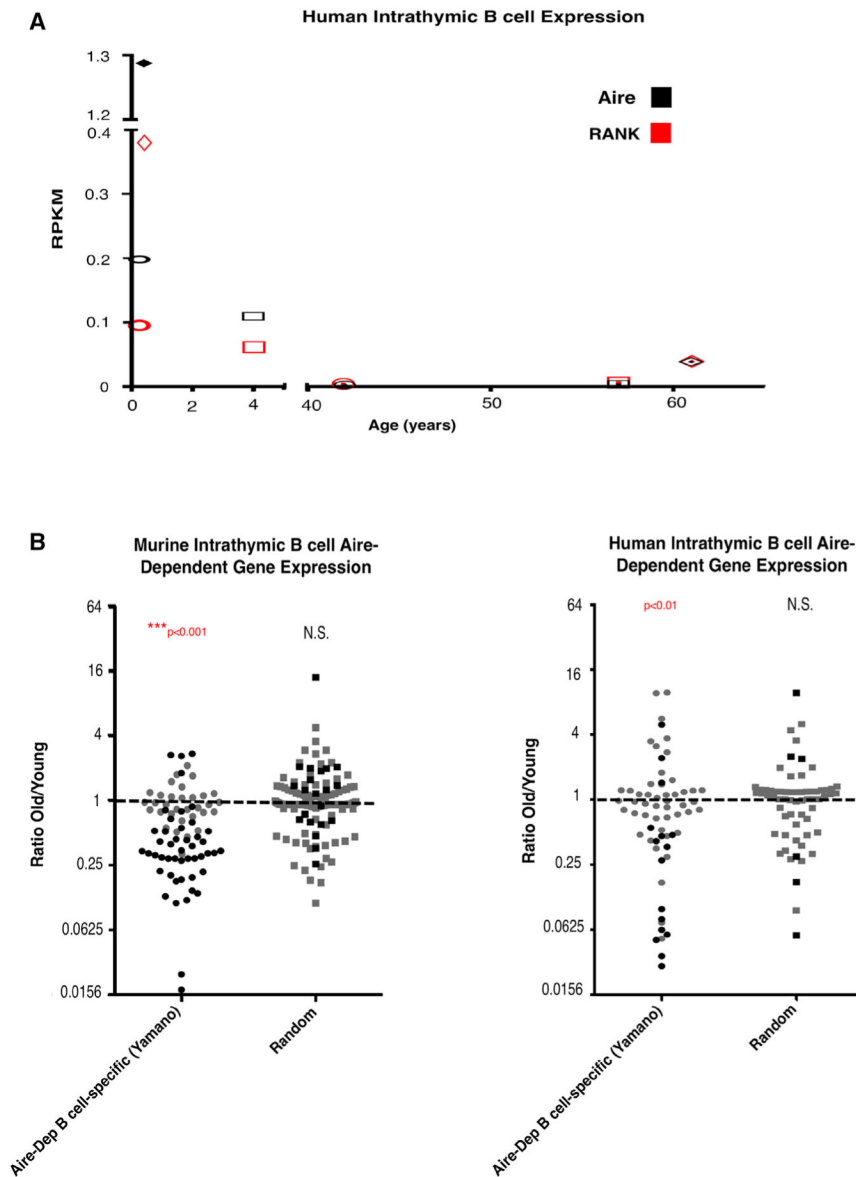 A
Human Intrathymic B cell Expression
1.3
1.2
0.4
0.3
0.2
0.1
0
RPKM
Aire
RANK
0 2 4 40 50 60
Age (years)
B
Murine Intrathymic B cell Aire-
Dependent Gene Expression
64
16
4
1
0.25
0.0625
0.0156
Ratio Old/Young
***p<0.001
N.S.
Aire-Dep B cell-specific (Yamano)
Random
Human Intrathymic B cell Aire-
Dependent Gene Expression
64
16
4
1
0.25
0.0625
0.0156
Ratio Old/Young
p<0.01
N.S.
Aire-Dep B cell-specific (Yamano)
Random